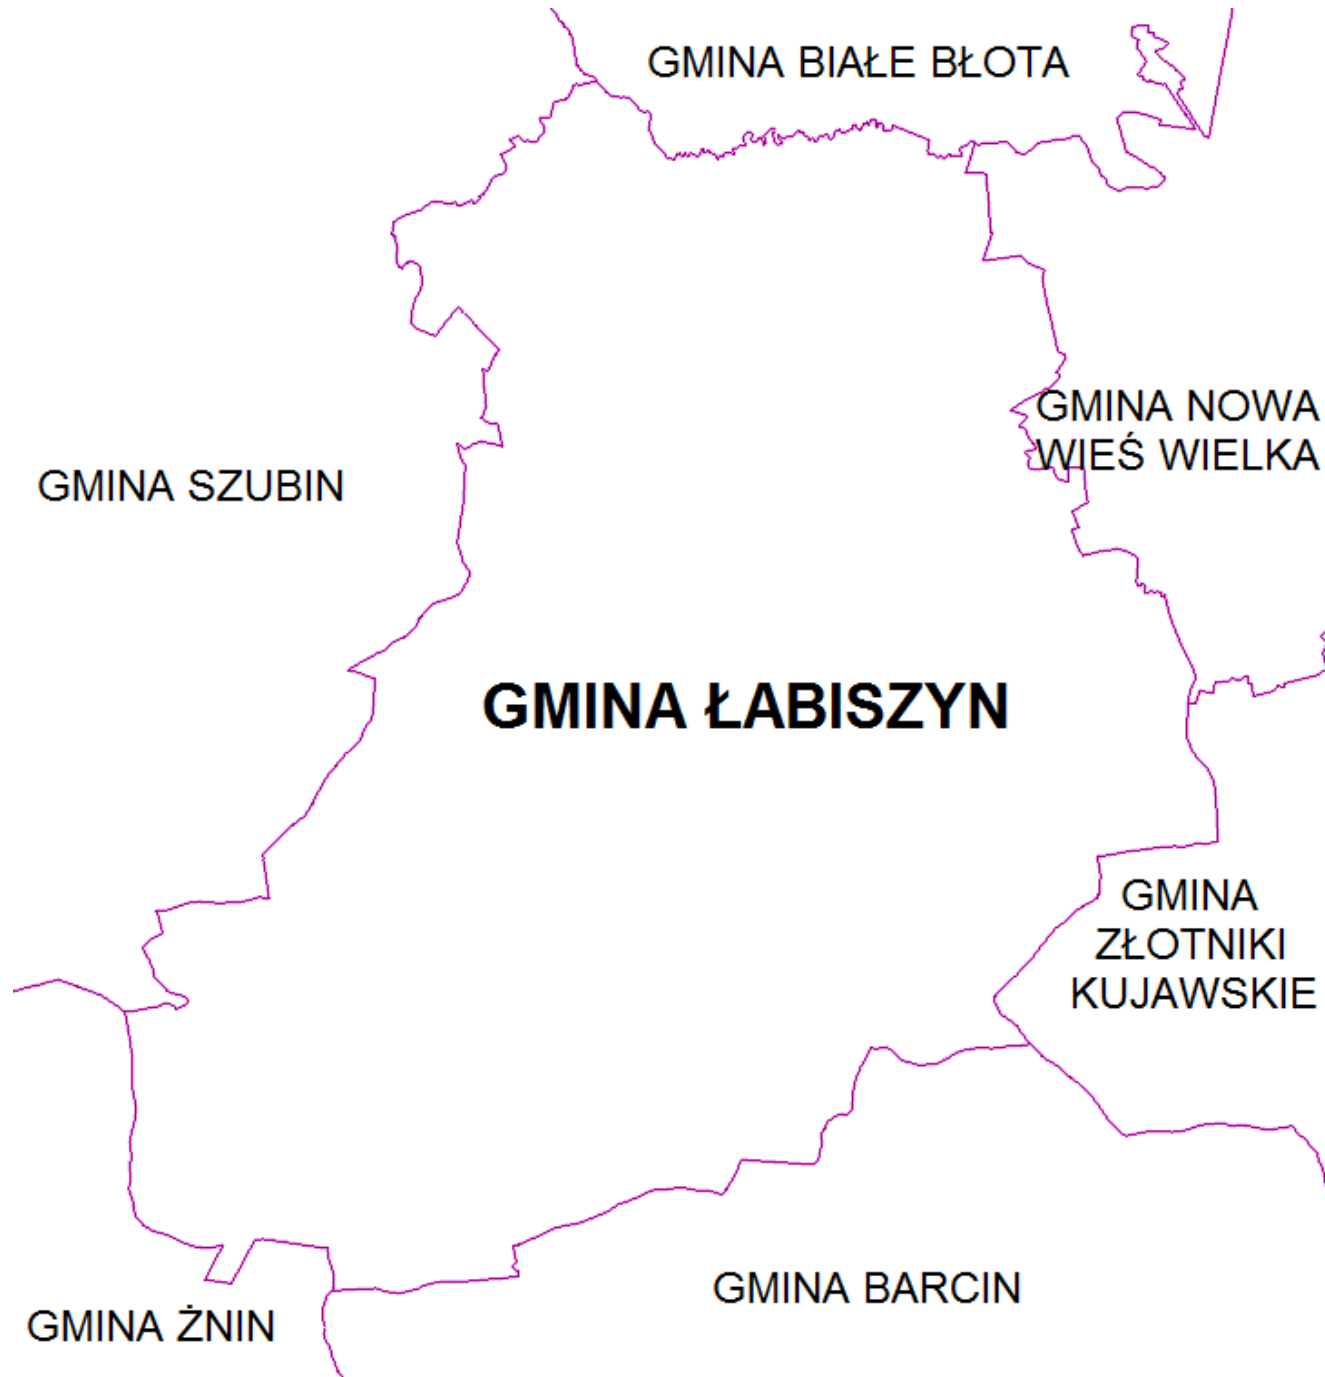 GMINA BIAŁE BŁOTA
GMINA NOWA
WIEŚ WIELKA
GMINA SZUBIN
GMINA ŁABISZYN
GMINA
ZŁOTNIKI
KUJAWSKIE
GMINA BARCIN
GMINA ŻNIN